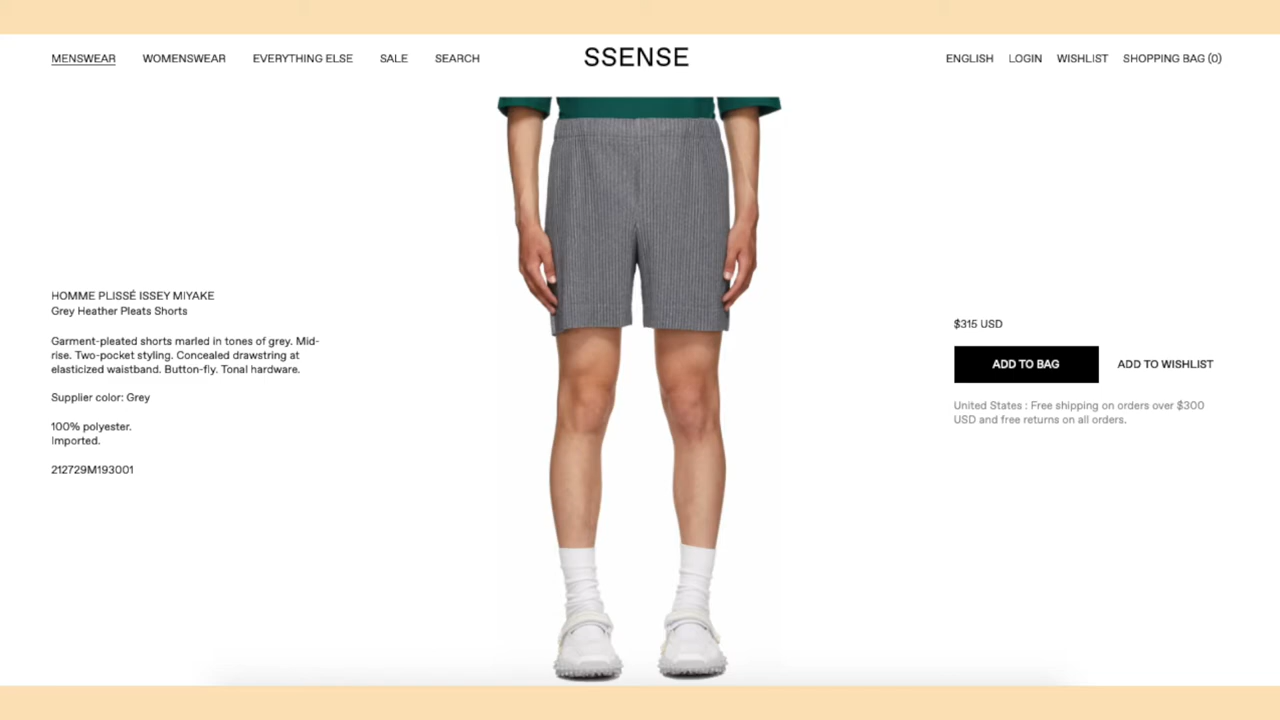 MENSWEAR WOMENSWEAR EVERYTHING ELSE SALE SEARCH SSENSE ENGLISH LOGIN WISHLIST SHOPPING BAG (0)
HOMME PLISSÉ ISSEY MIYAKE
Grey Heather Pleats Shorts
Garment-pleated shorts marled in tones of grey. Mid-
rise. Two-pocket styling. Concealed drawstring at
elasticized waistband. Button-fly. Tonal hardware.
Supplier color: Grey
100% polyester.
Imported.
212729M193001
$315 USD
ADD TO BAG ADD TO WISHLIST
United States : Free shipping on orders over $300
USD and free returns on all orders.